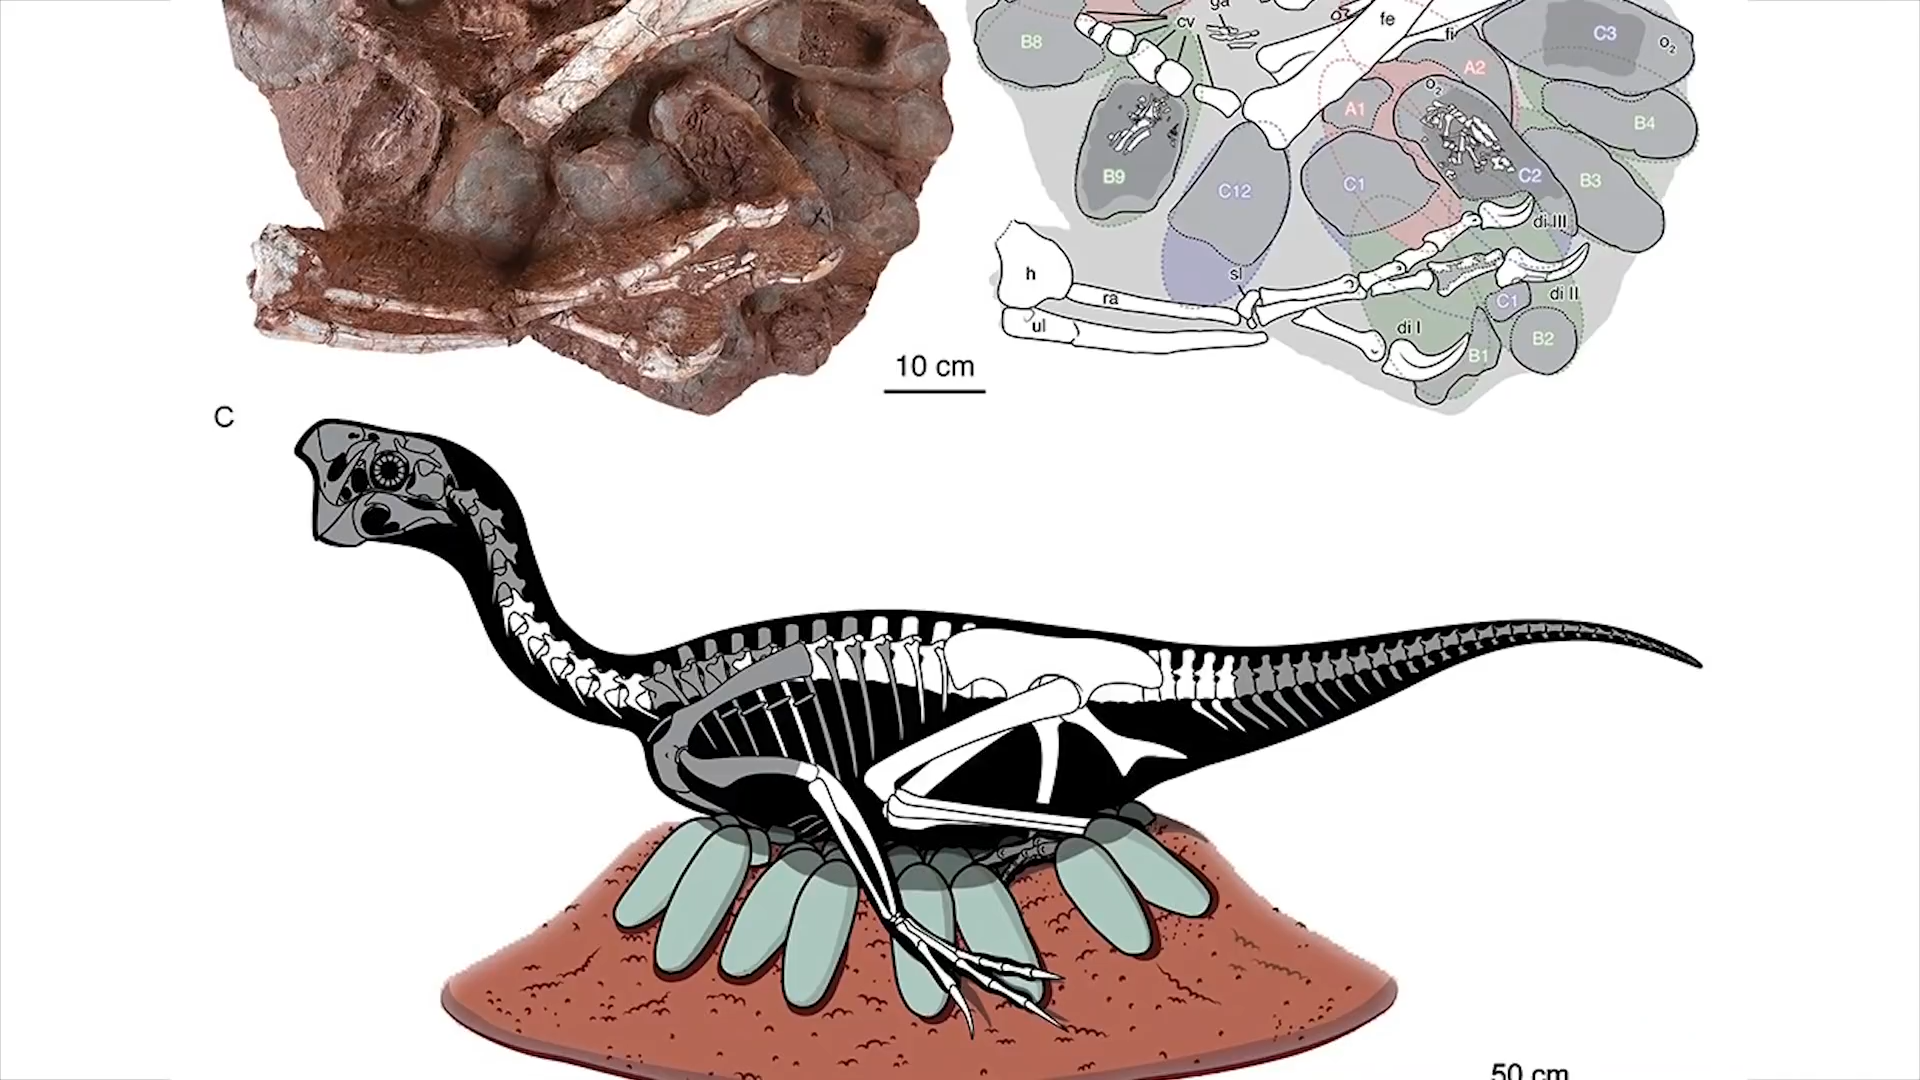 ga
cv
fe
fi
B8
C3
o2
A2
o2
A1
B4
B9
C12
C1
C2
B3
di III
h
sl
ra
C1
di II
ul
di I
B2
B1
10 cm
C
50 cm